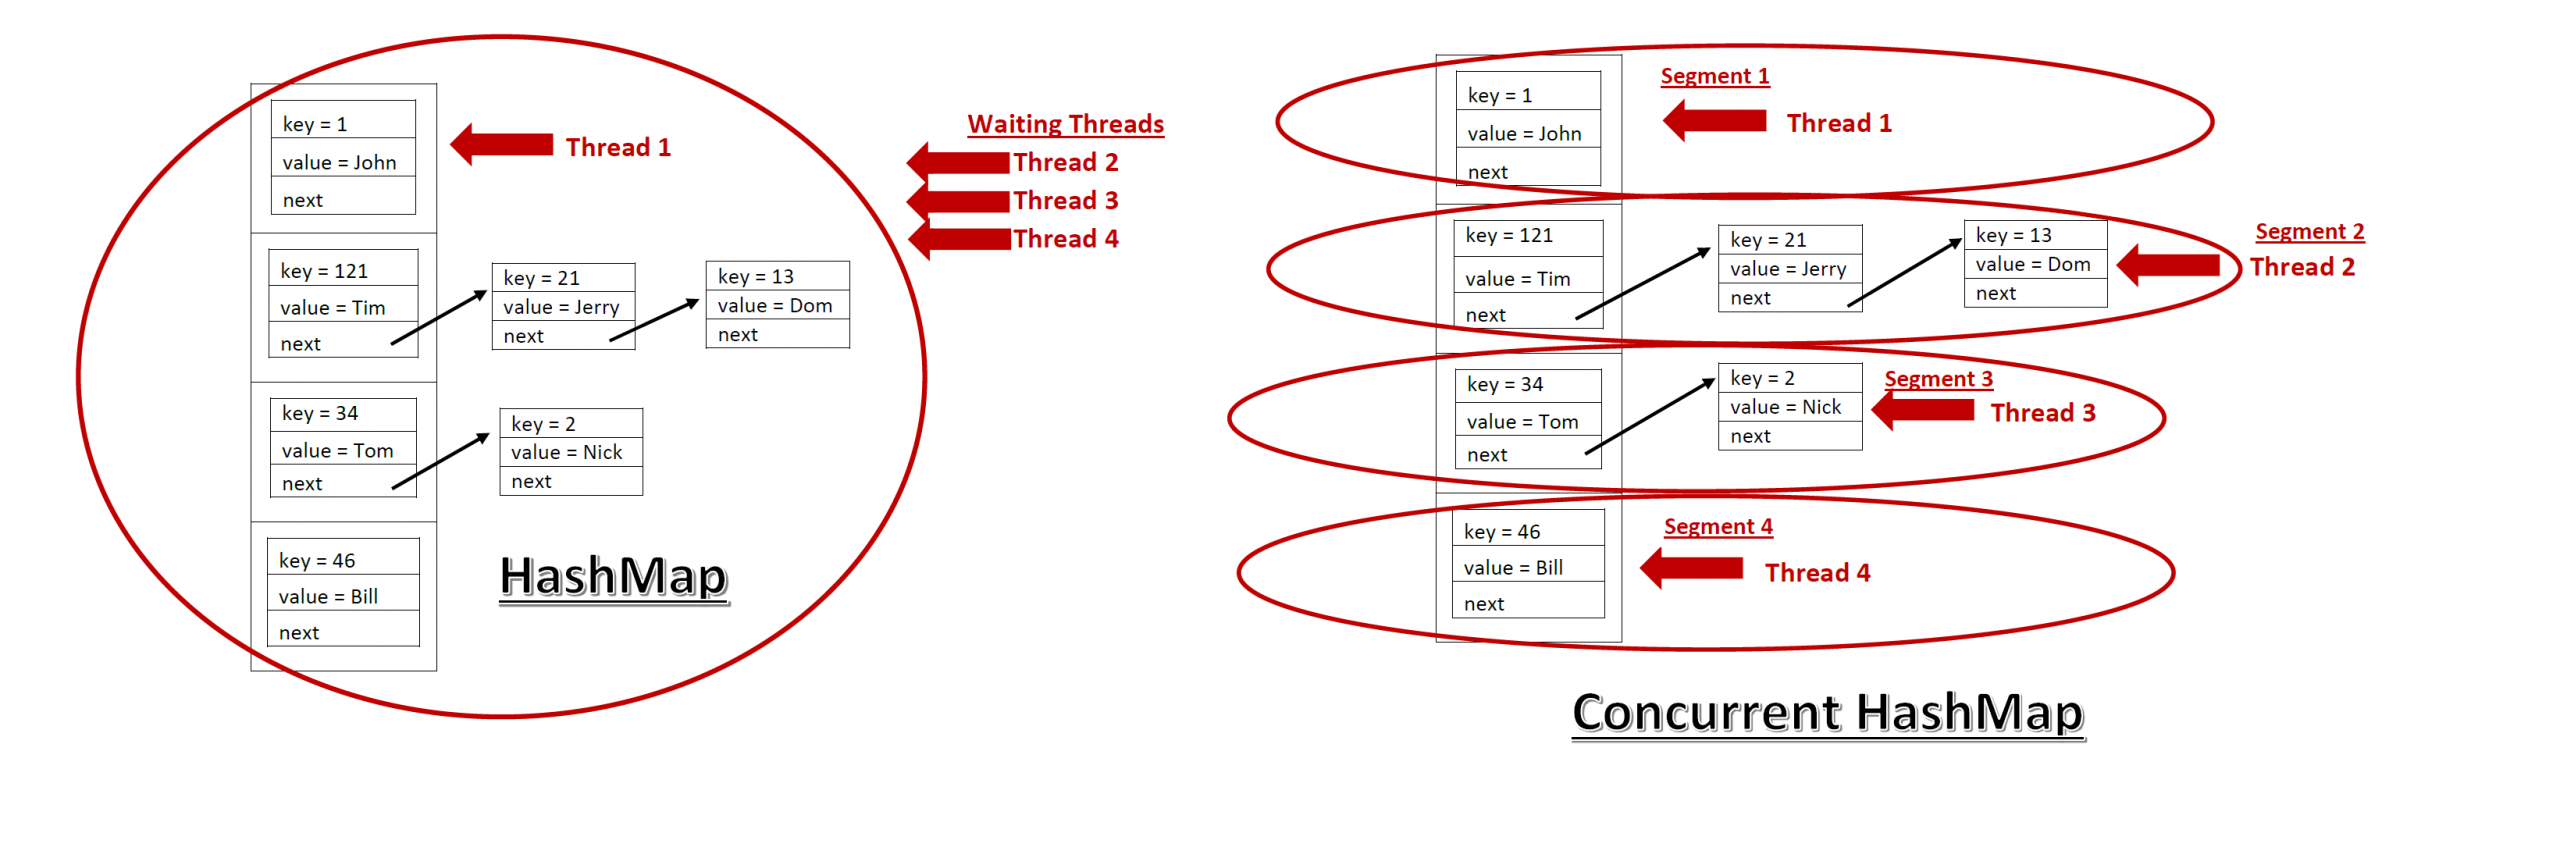 key = 1
value = John
next
Thread 1
key = 121
value = Tim
next
key = 21
value = Jerry
next
key = 13
value = Dom
next
key = 34
value = Tom
next
key = 2
value = Nick
next
key = 46
value = Bill
next
HashMap
Waiting Threads
Thread 2
Thread 3
Thread 4
Segment 1
key = 1
value = John
next
Thread 1
key = 121
value = Tim
next
key = 21
value = Jerry
next
key = 13
value = Dom
next
Segment 2
Thread 2
key = 34
value = Tom
next
key = 2
value = Nick
next
Segment 3
Thread 3
key = 46
value = Bill
next
Segment 4
Thread 4
Concurrent HashMap